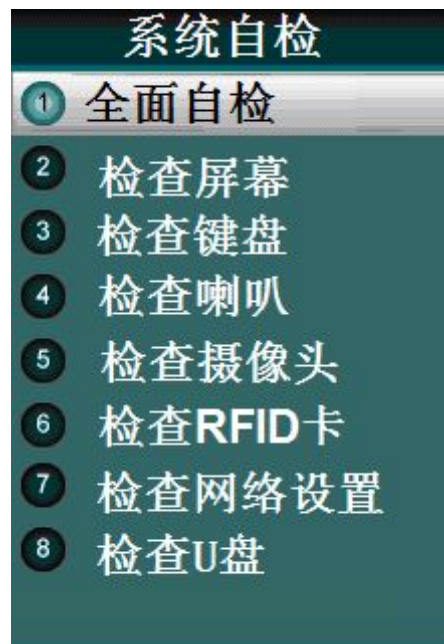 系统自检
1 全面自检
2 检查屏幕
3 检查键盘
4 检查喇叭
5 检查摄像头
6 检查RFID卡
7 检查网络设置
8 检查U盘